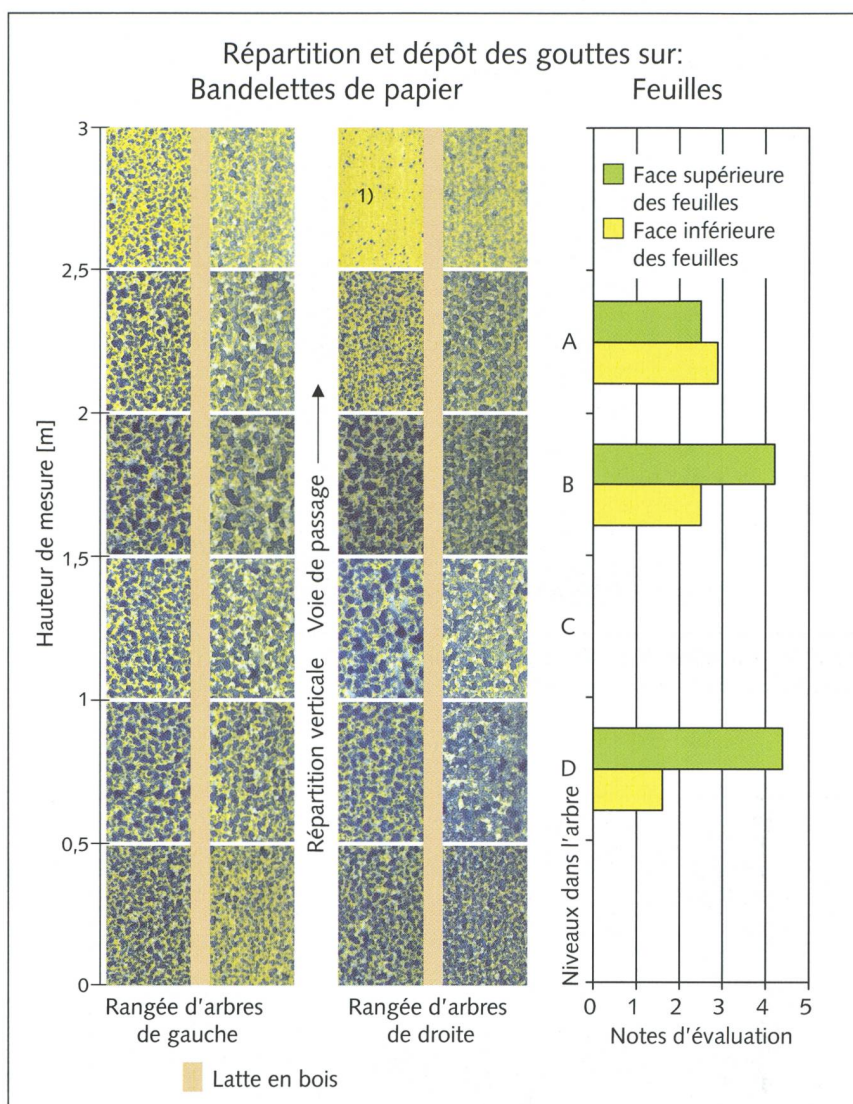 Répartition et dépôt des gouttes sur:
Bandelettes de papier
Feuilles
Hauteur de mesure [m]
3
2,5
2
1,5
1
0,5
0
1)
Répartition verticale Voie de passage
Rangée d'arbres
de gauche
Rangée d'arbres
de droite
Latte en bois
Face supérieure
des feuilles
Face inférieure
des feuilles
A
B
C
D
Niveaux dans l'arbre
0 1 2 3 4 5
Notes d'évaluation